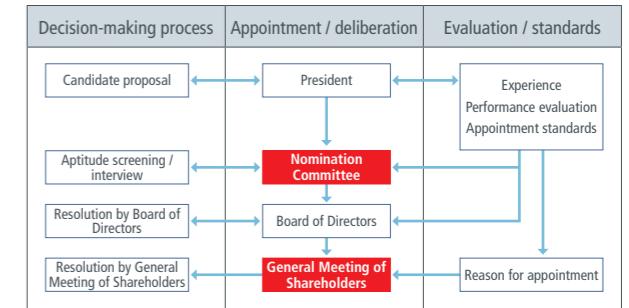 Decision-making process
Appointment / deliberation
Evaluation / standards
Candidate proposal
President
Experience
Performance evaluation
Appointment standards
Aptitude screening /
interview
Nomination
Committee
Resolution by Board of
Directors
Board of Directors
Resolution by General
Meeting of Shareholders
General Meeting of
Shareholders
Reason for appointment